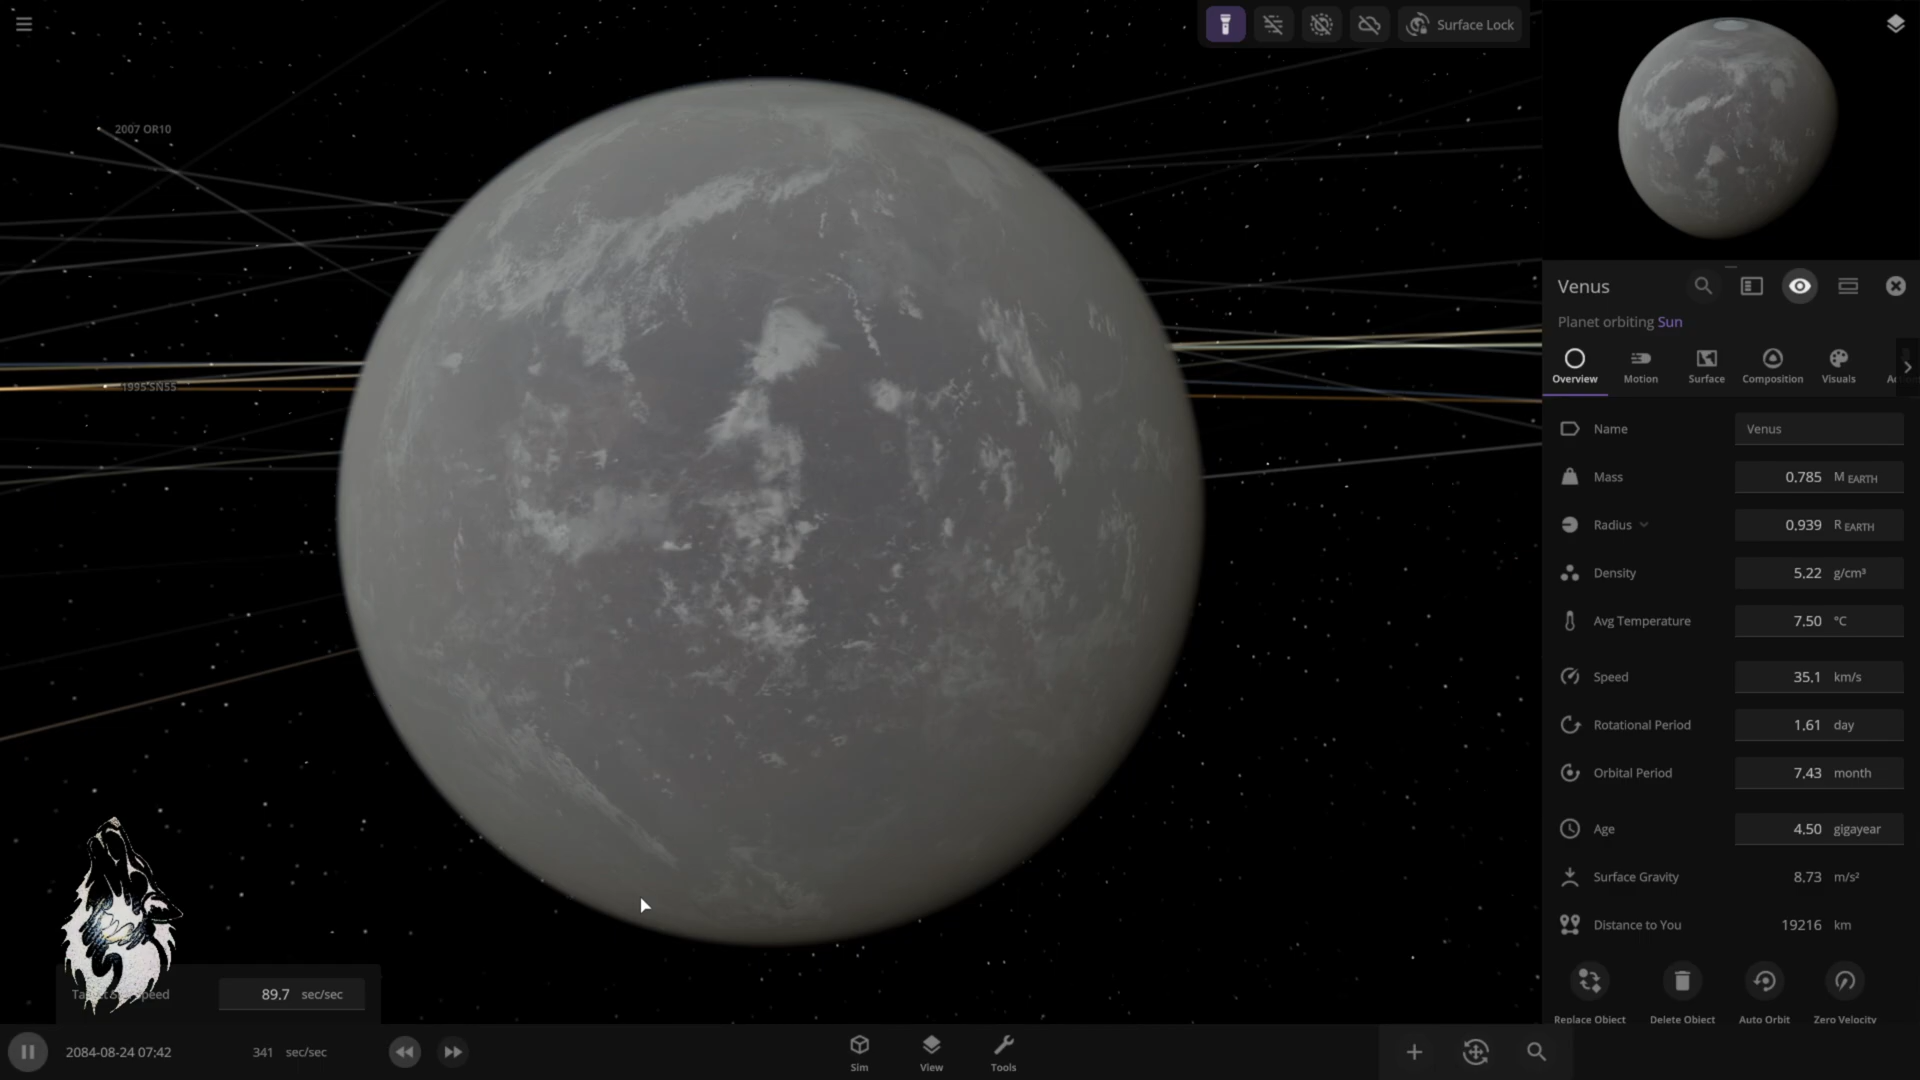 Surface Lock
2007 OR10
1995 SN55
Venus
Planet orbiting Sun
Overview
Motion
Surface
Composition
Visuals
Name Venus
Mass 0,785 M EARTH
Radius 0,939 R EARTH
Density 5,22 g/cm³
Avg Temperature 7,50 °C
Speed 35,1 km/s
Rotational Period 1,61 day
Orbital Period 7,43 month
Age 4,50 gigayear
Surface Gravity 8,73 m/s²
Distance to You 19216 km
Replace Object
Delete Object
Auto Orbit
Zero Velocity
89,7 sec/sec
2084-08-24 07:42
341 sec/sec
Sim
View
Tools